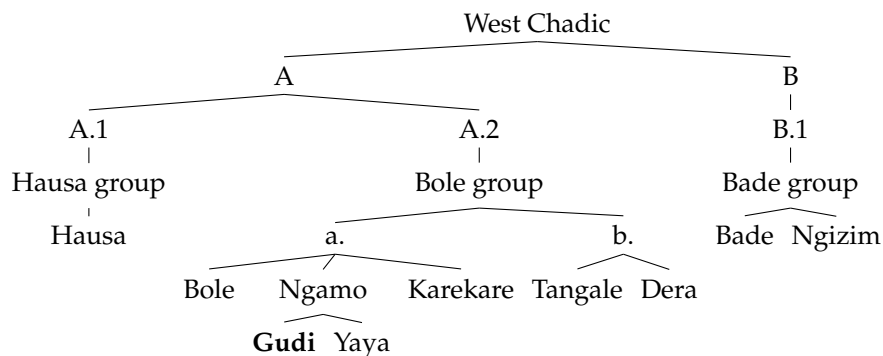 West Chadic
A B
A.1 A.2 B.1
Hausa group Bole group Bade group
Hausa a. b. Bade Ngizim
Bole Ngamo Karekare Tangale Dera
Gudi Yaya